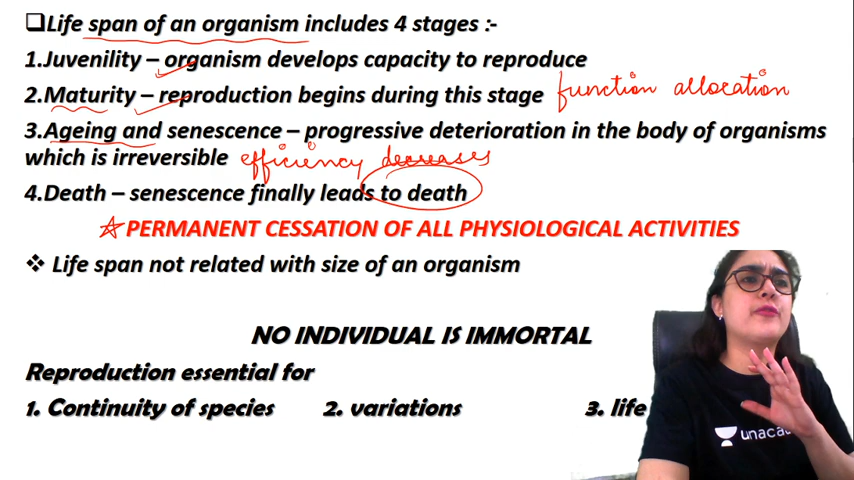 ❑Life span of an organism includes 4 stages :-
1.Juvenility – organism develops capacity to reproduce
2.Maturity – reproduction begins during this stage function allocation
3.Ageing and senescence – progressive deterioration in the body of organisms
which is irreversible efficiency decreases
4.Death – senescence finally leads to death
☆ PERMANENT CESSATION OF ALL PHYSIOLOGICAL ACTIVITIES
❖ Life span not related with size of an organism
NO INDIVIDUAL IS IMMORTAL
Reproduction essential for
1. Continuity of species 2. variations 3. life
unaca